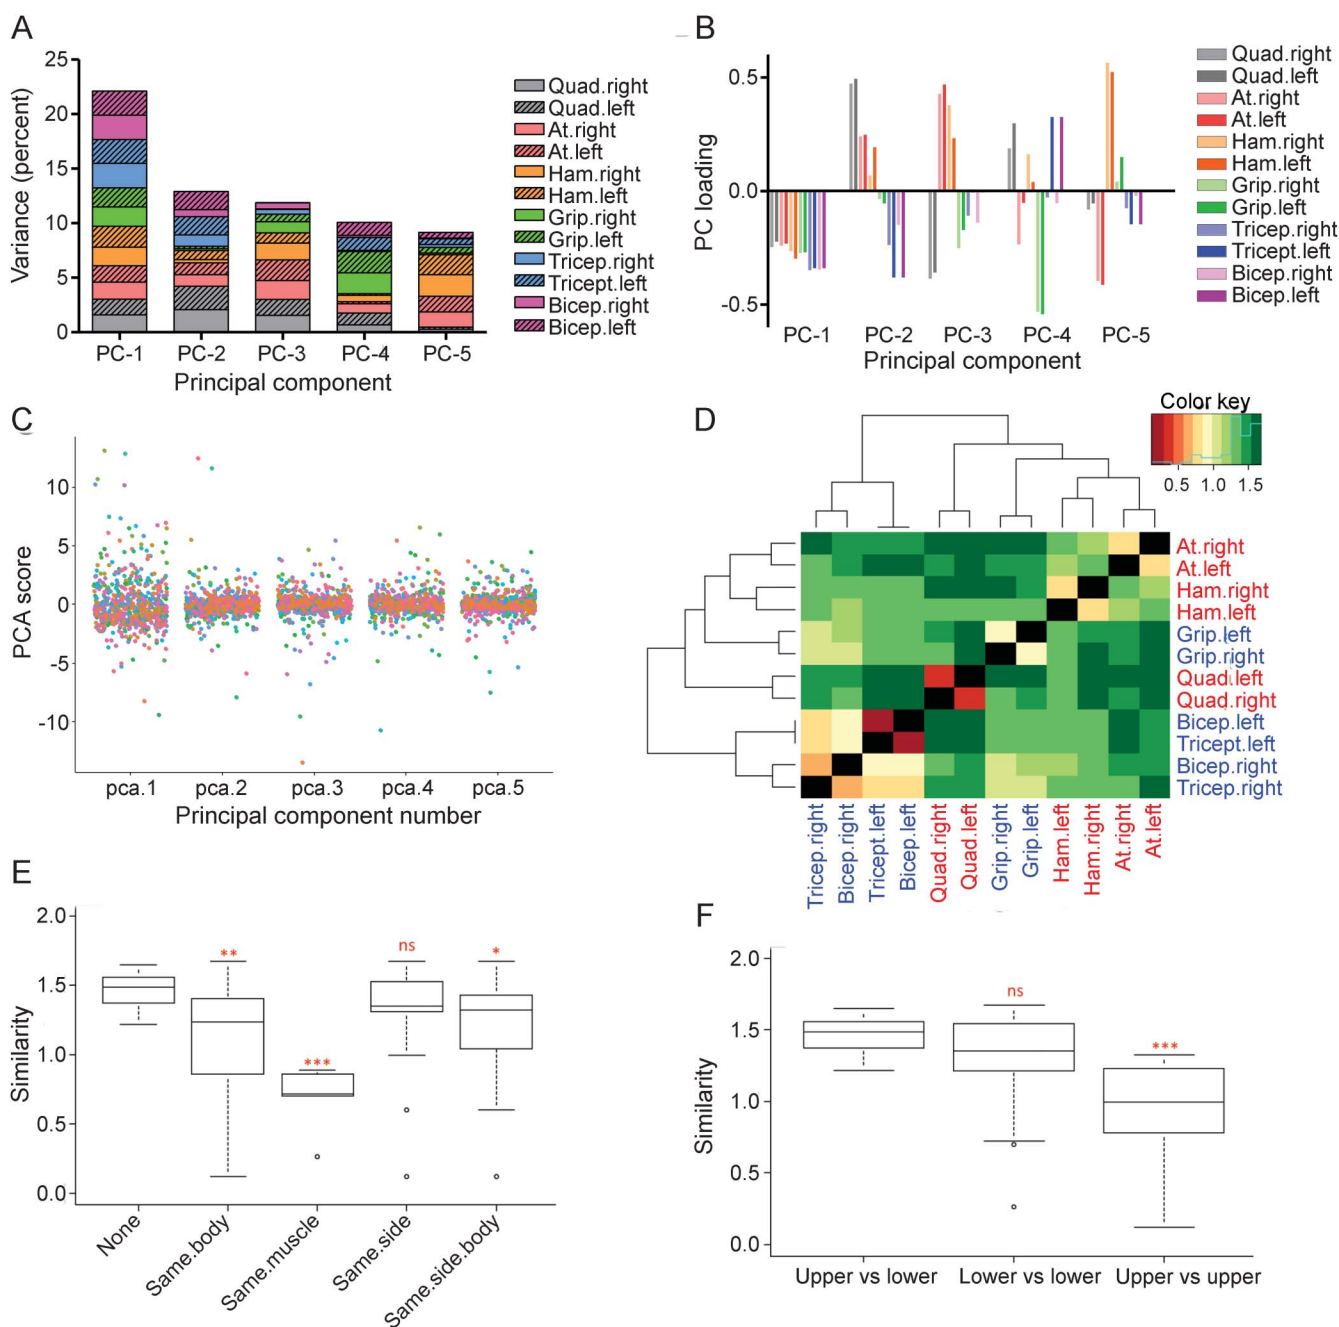 A
25
20
15
10
5
0
Variance (percent)
PC-1
PC-2
PC-3
PC-4
PC-5
Principal component
Quad.right
Quad.left
At.right
At.left
Ham.right
Ham.left
Grip.right
Grip.left
Tricep.right
Tricept.left
Bicep.right
Bicep.left
B
0.5
0.0
-0.5
PC loading
PC-1
PC-2
PC-3
PC-4
PC-5
Principal component
Quad.right
Quad.left
At.right
At.left
Ham.right
Ham.left
Grip.right
Grip.left
Tricep.right
Tricept.left
Bicep.right
Bicep.left
C
10
5
0
-5
-10
PCA score
pca.1
pca.2
pca.3
pca.4
pca.5
Principal component number
D
Color key
0.5
1.0
1.5
At.right
At.left
Ham.right
Ham.left
Grip.left
Grip.right
Quad.left
Quad.right
Bicep.left
Tricept.left
Bicep.right
Tricep.right
Tricep.right
Bicep.right
Tricept.left
Bicep.left
Quad.right
Quad.left
Grip.right
Grip.left
Ham.left
Ham.right
At.right
At.left
E
2.0
1.5
1.0
0.5
0.0
Similarity
**
***
ns
*
None
Same.body
Same.muscle
Same.side
Same.side.body
F
2.0
1.5
1.0
0.5
0.0
Similarity
ns
***
Upper vs lower
Lower vs lower
Upper vs upper